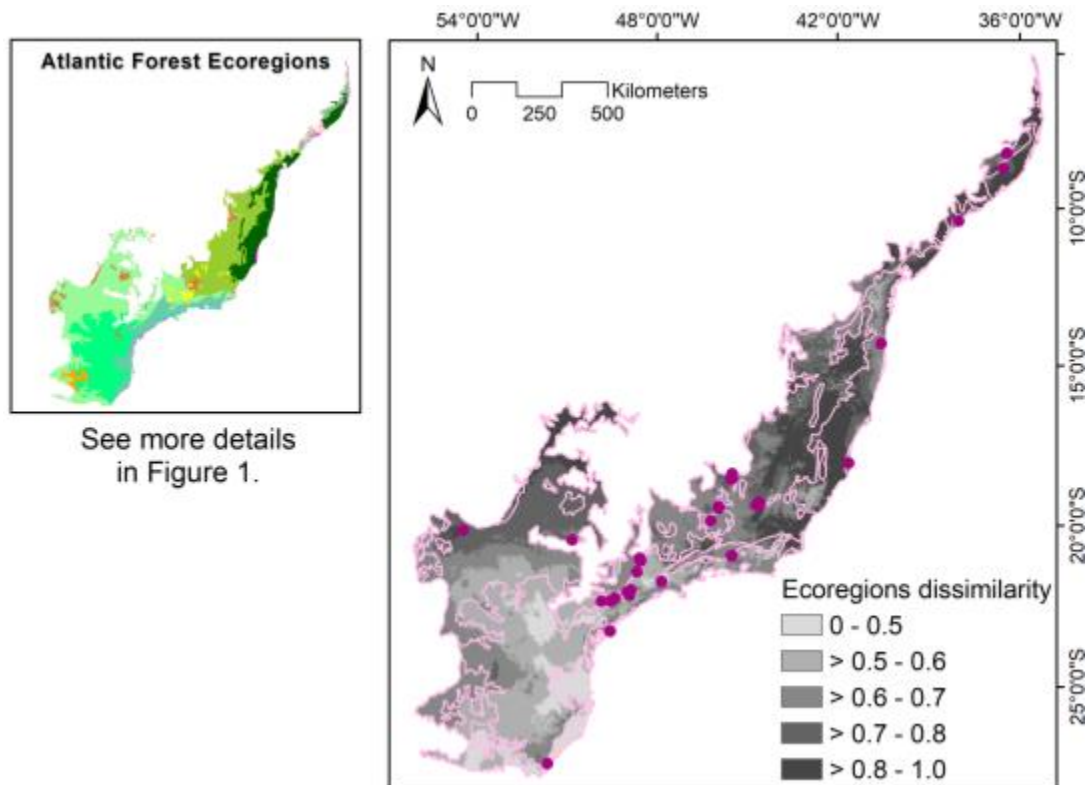 Atlantic Forest Ecoregions
See more details
in Figure 1.
54°0'0"W 48°0'0"W 42°0'0"W 36°0'0"W
N
Kilometers
0 250 500
10°0'0"S
15°0'0"S
20°0'0"S
25°0'0"S
Ecoregions dissimilarity
0 - 0.5
> 0.5 - 0.6
> 0.6 - 0.7
> 0.7 - 0.8
> 0.8 - 1.0